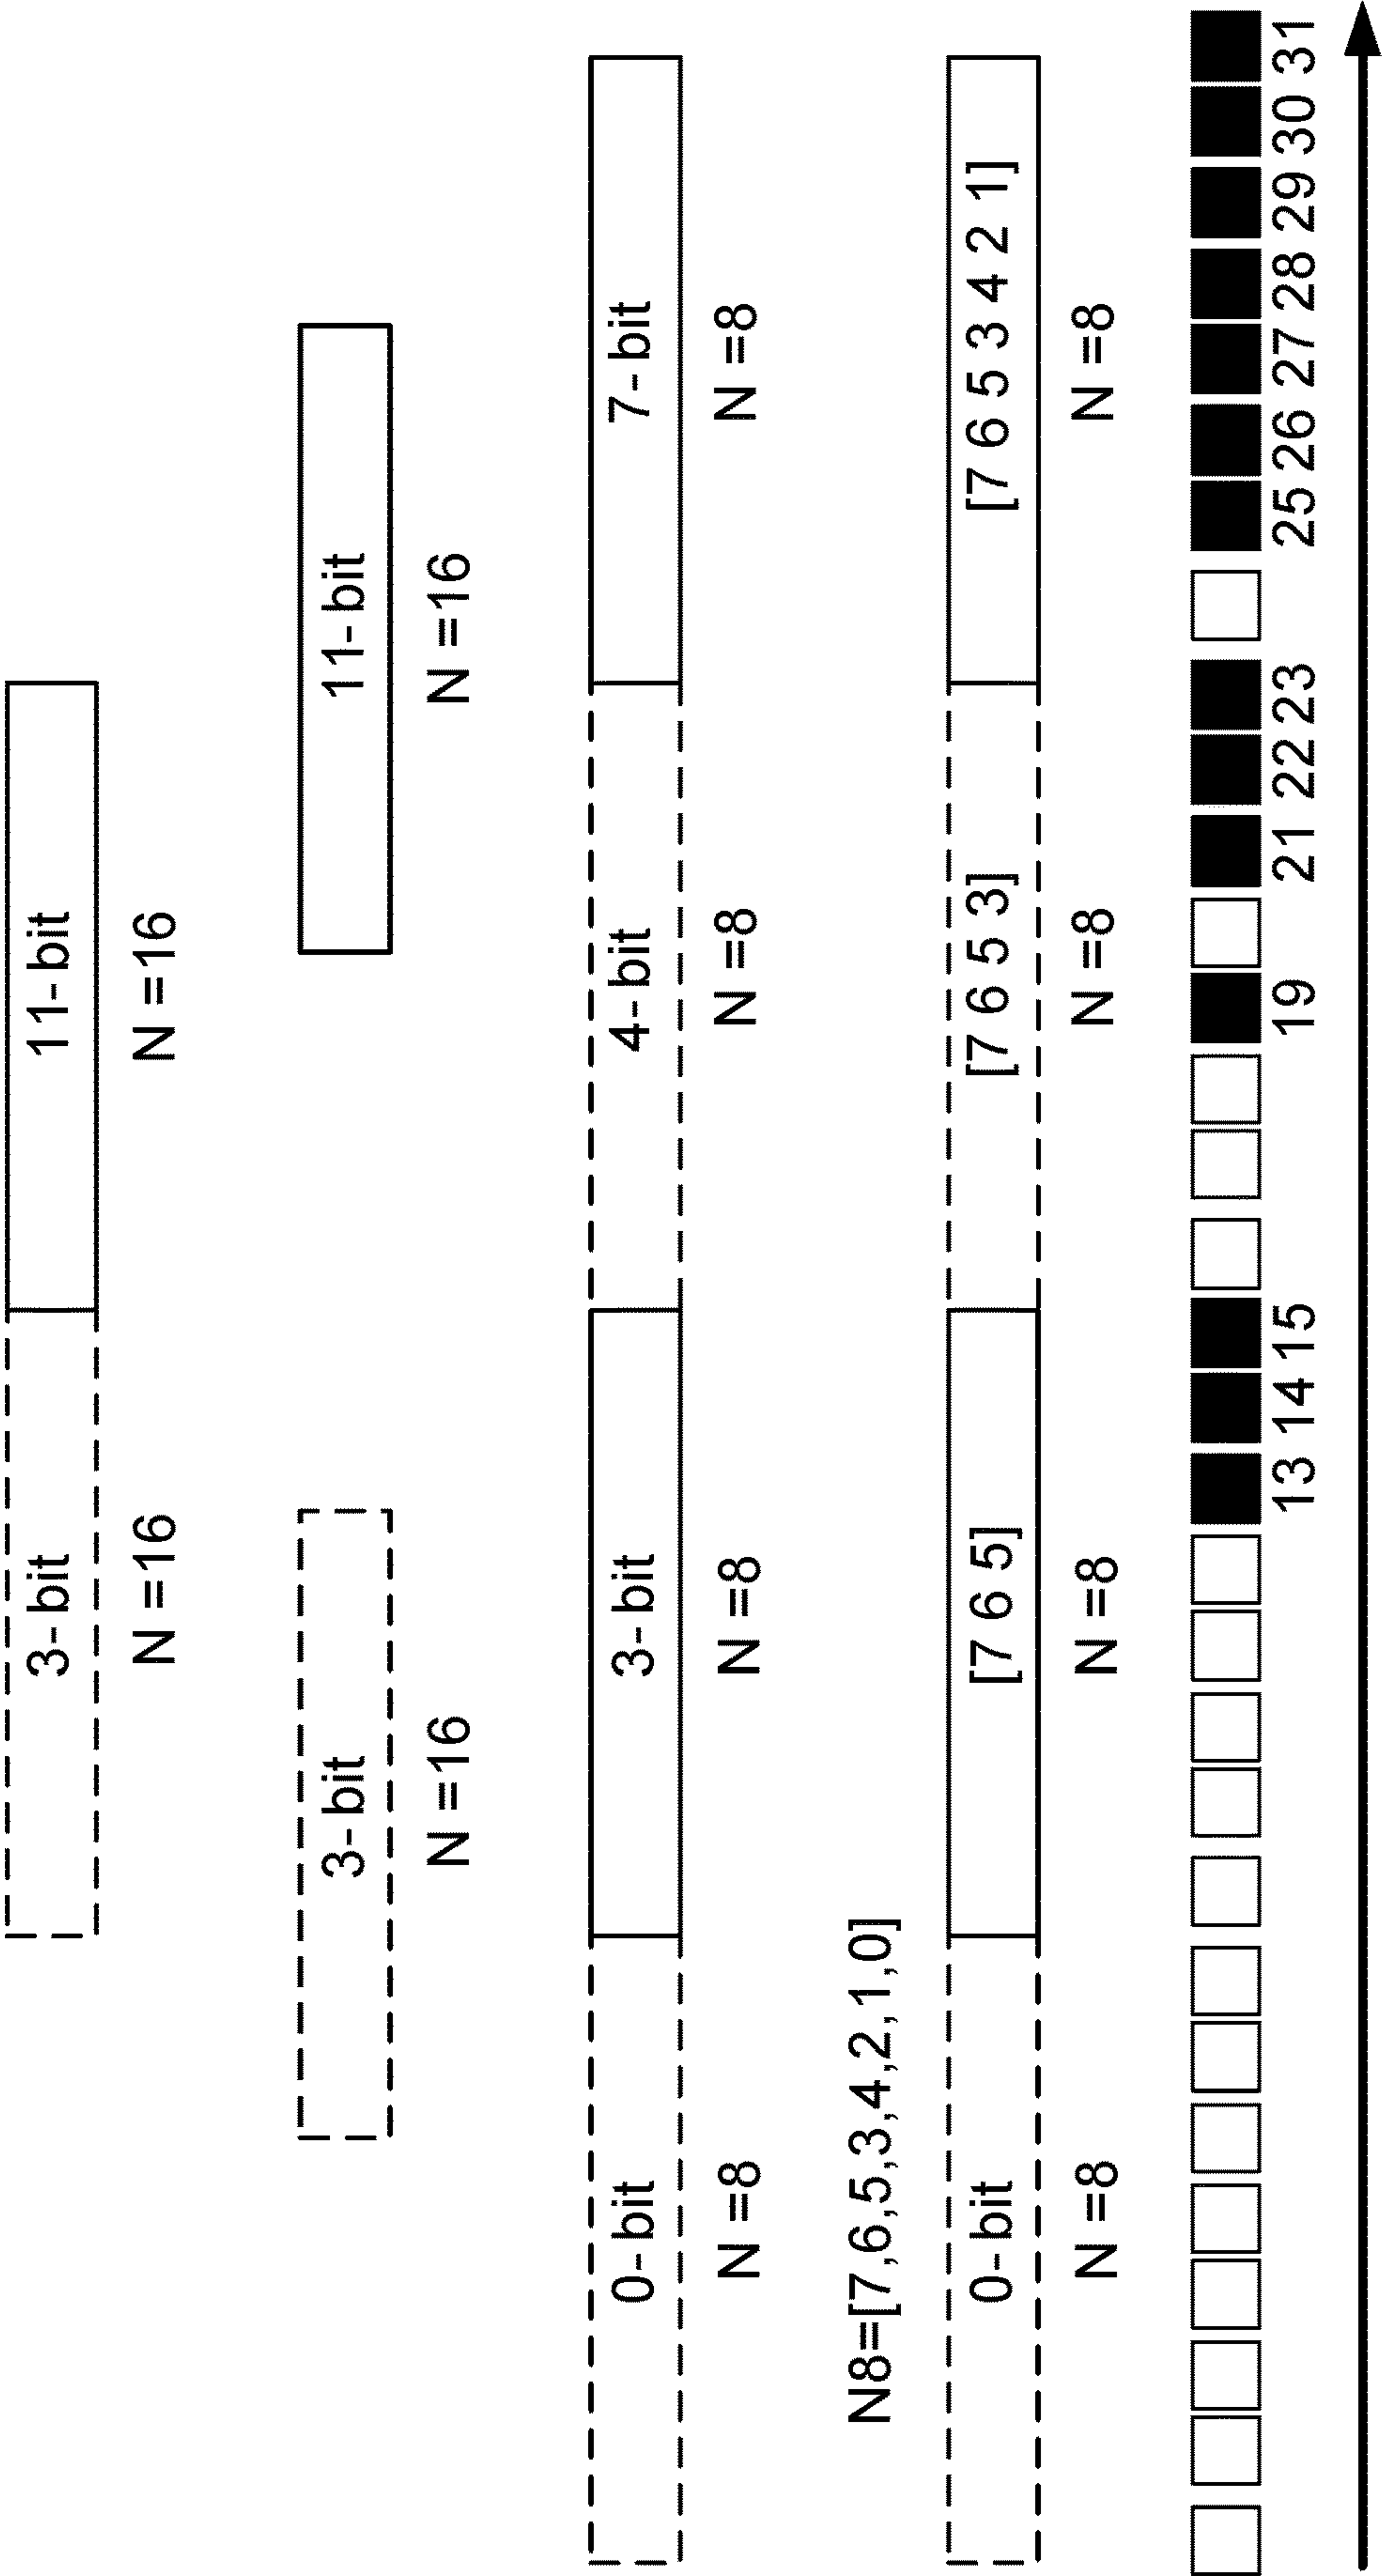 3-bit 11-bit
N =16 N =16
3-bit 11-bit
N =16 N =16
0-bit 3-bit 4-bit 7-bit
N =8 N =8 N =8 N =8
N8=[7,6,5,3,4,2,1,0]
0-bit [7 6 5] [7 6 5 3] [7 6 5 3 4 2 1]
N =8 N =8 N =8 N =8
13 14 15 19 21 22 23 25 26 27 28 29 30 31